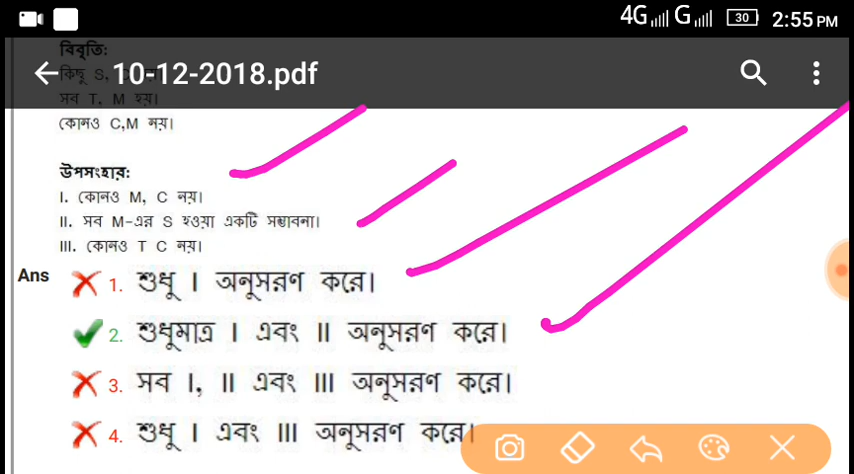 4G G 30 2:55 PM
বিবৃতি:
10-12-2018.pdf
কিছু S,
সব T, M হয়।
কোনও C,M নয়।
উপসংহার:
I. কোনও M, C নয়।
II. সব M-এর S হওয়া একটি সম্ভাবনা।
III. কোনও T C নয়।
Ans
1. শুধু I অনুসরণ করে।
2. শুধুমাত্র I এবং II অনুসরণ করে।
3. সব I, II এবং III অনুসরণ করে।
4. শুধু I এবং III অনুসরণ করে।